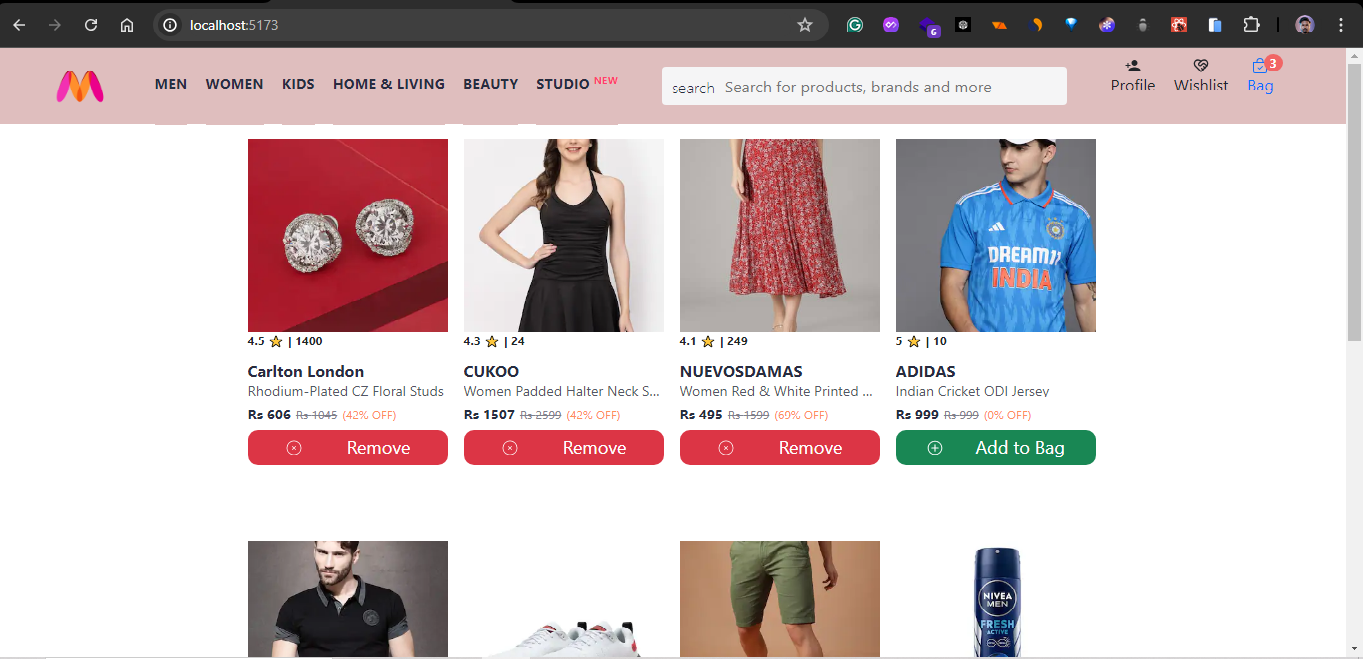 localhost:5173
G
MEN WOMEN KIDS HOME & LIVING BEAUTY STUDIO NEW
search Search for products, brands and more
Profile Wishlist Bag 3
DREAM11
INDIA
4.5 ⭐ | 1400
4.3 ⭐ | 24
4.1 ⭐ | 249
5 ⭐ | 10
Carlton London
CUKOO
NUEVOSDAMAS
ADIDAS
Rhodium-Plated CZ Floral Studs
Women Padded Halter Neck S...
Women Red & White Printed ...
Indian Cricket ODI Jersey
Rs 606 Rs 1045 (42% OFF)
Rs 1507 Rs 2599 (42% OFF)
Rs 495 Rs 1599 (69% OFF)
Rs 999 Rs 999 (0% OFF)
Remove
Remove
Remove
Add to Bag
NIVEA
MEN
FRESH
ACTIVE